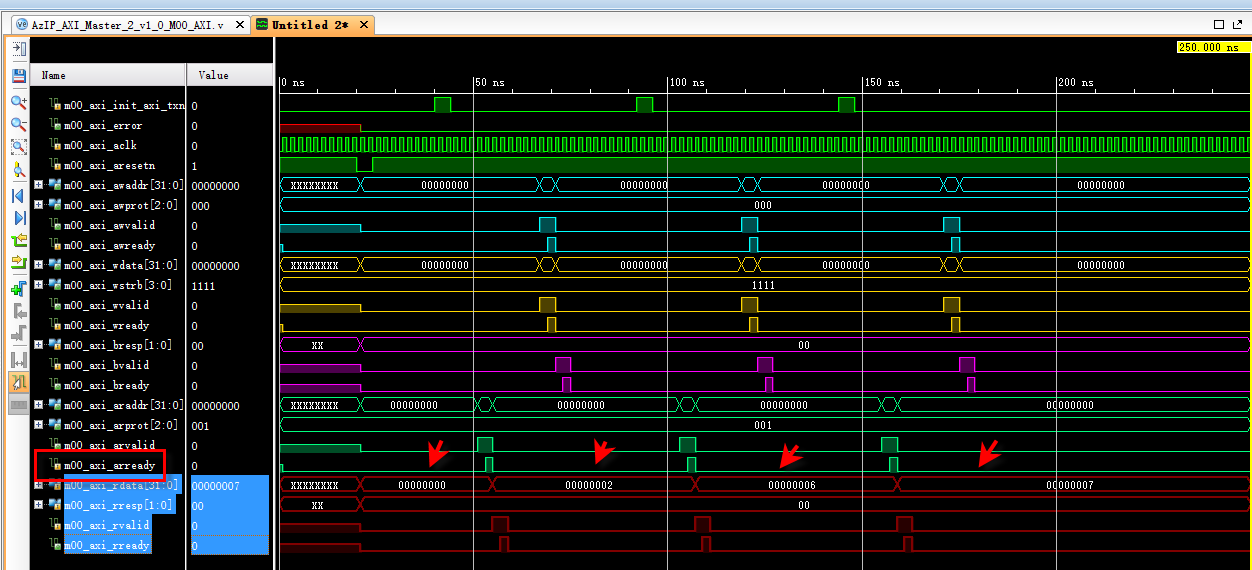 AzIP_AXI_Master_2_v1_0_M00_AXI.v × Untitled 2* ×
250.000 ns
Name Value
0 ns 50 ns 100 ns 150 ns 200 ns
m00_axi_init_axi_txn 0
m00_axi_error 0
m00_axi_aclk 0
m00_axi_aresetn 1
m00_axi_awaddr[31:0] 00000000 XXXXXXXX 00000000 00000000 00000000 00000000
m00_axi_awprot[2:0] 000 000
m00_axi_awvalid 0
m00_axi_awready 0
m00_axi_wdata[31:0] 00000000 XXXXXXXX 00000000 00000000 00000000 00000000
m00_axi_wstrb[3:0] 1111 1111
m00_axi_wvalid 0
m00_axi_wready 0
m00_axi_bresp[1:0] 00 XX 00
m00_axi_bvalid 0
m00_axi_bready 0
m00_axi_araddr[31:0] 00000000 XXXXXXXX 00000000 00000000 00000000 00000000
m00_axi_arprot[2:0] 001 001
m00_axi_arvalid 0
m00_axi_arready 0
m00_axi_rdata[31:0] 00000007 XXXXXXXX 00000000 00000002 00000006 00000007
m00_axi_rresp[1:0] 00 XX 00
m00_axi_rvalid 0
m00_axi_rready 0